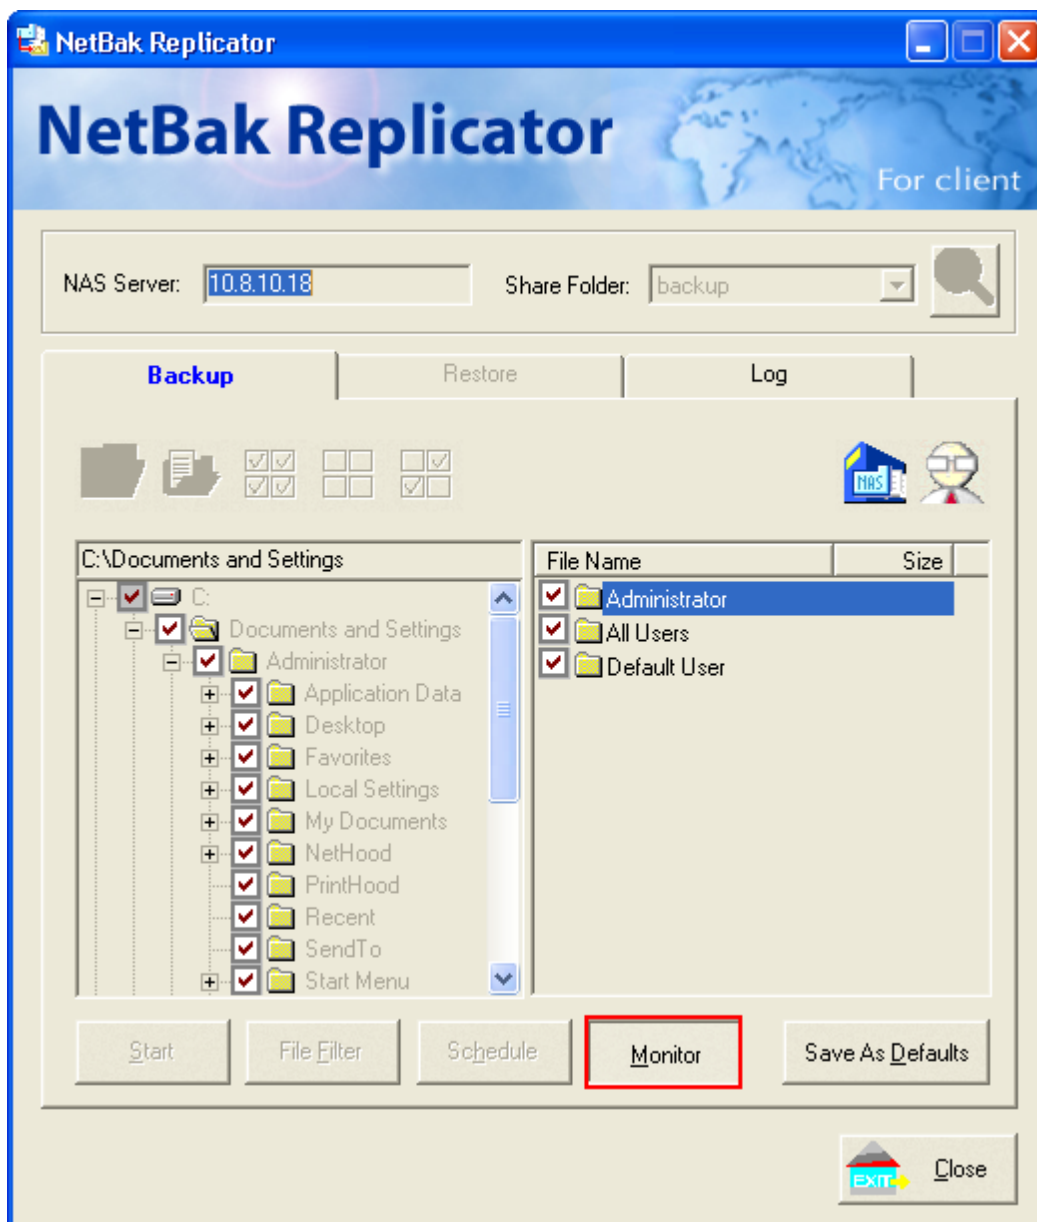 NetBak Replicator
NetBak Replicator
For client
NAS Server: 10.8.10.18 Share Folder: backup
Backup Restore Log
NAS
C:\Documents and Settings
C:
Documents and Settings
Administrator
Application Data
Desktop
Favorites
Local Settings
My Documents
NetHood
PrintHood
Recent
SendTo
Start Menu
File Name Size
Administrator
All Users
Default User
Start File Filter Schedule Monitor Save As Defaults
EXIT Close